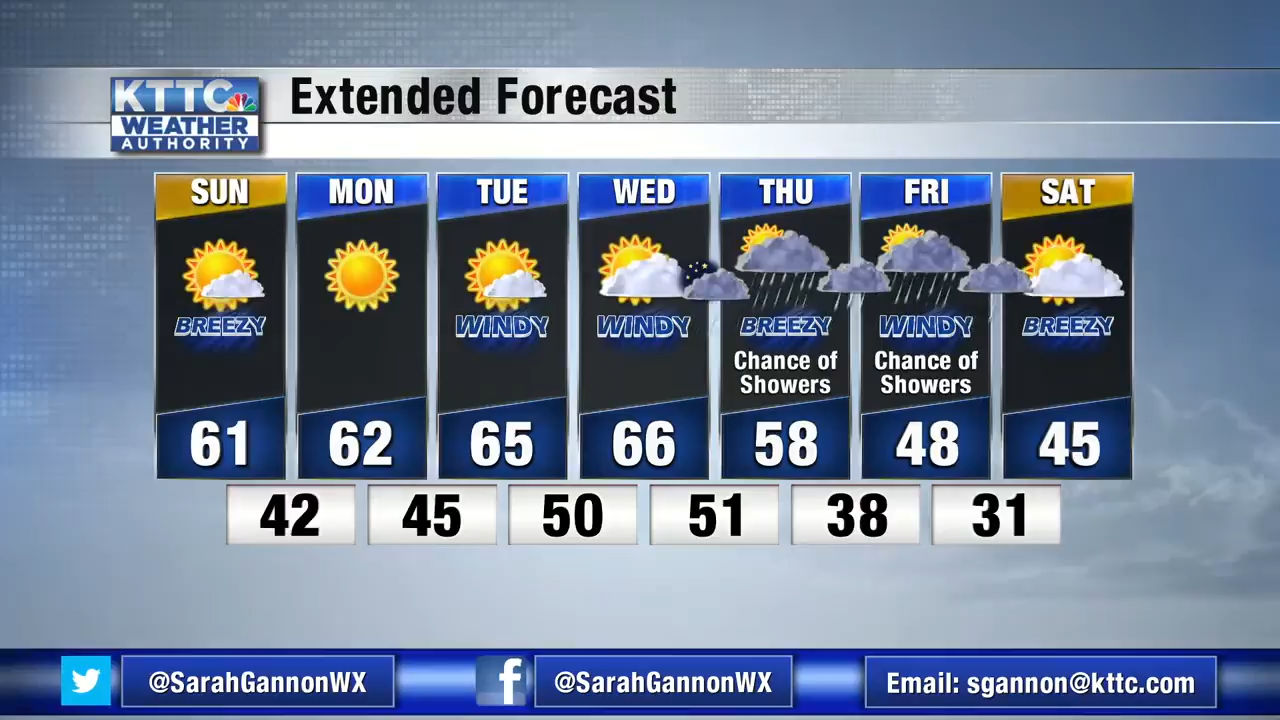 KTTC
WEATHER
AUTHORITY
Extended Forecast
SUN MON TUE WED THU FRI SAT
BREEZY WINDY WINDY BREEZY WINDY BREEZY
Chance of Chance of
Showers Showers
61 62 65 66 58 48 45
42 45 50 51 38 31
@SarahGannonWX f @SarahGannonWX Email: sgannon@kttc.com